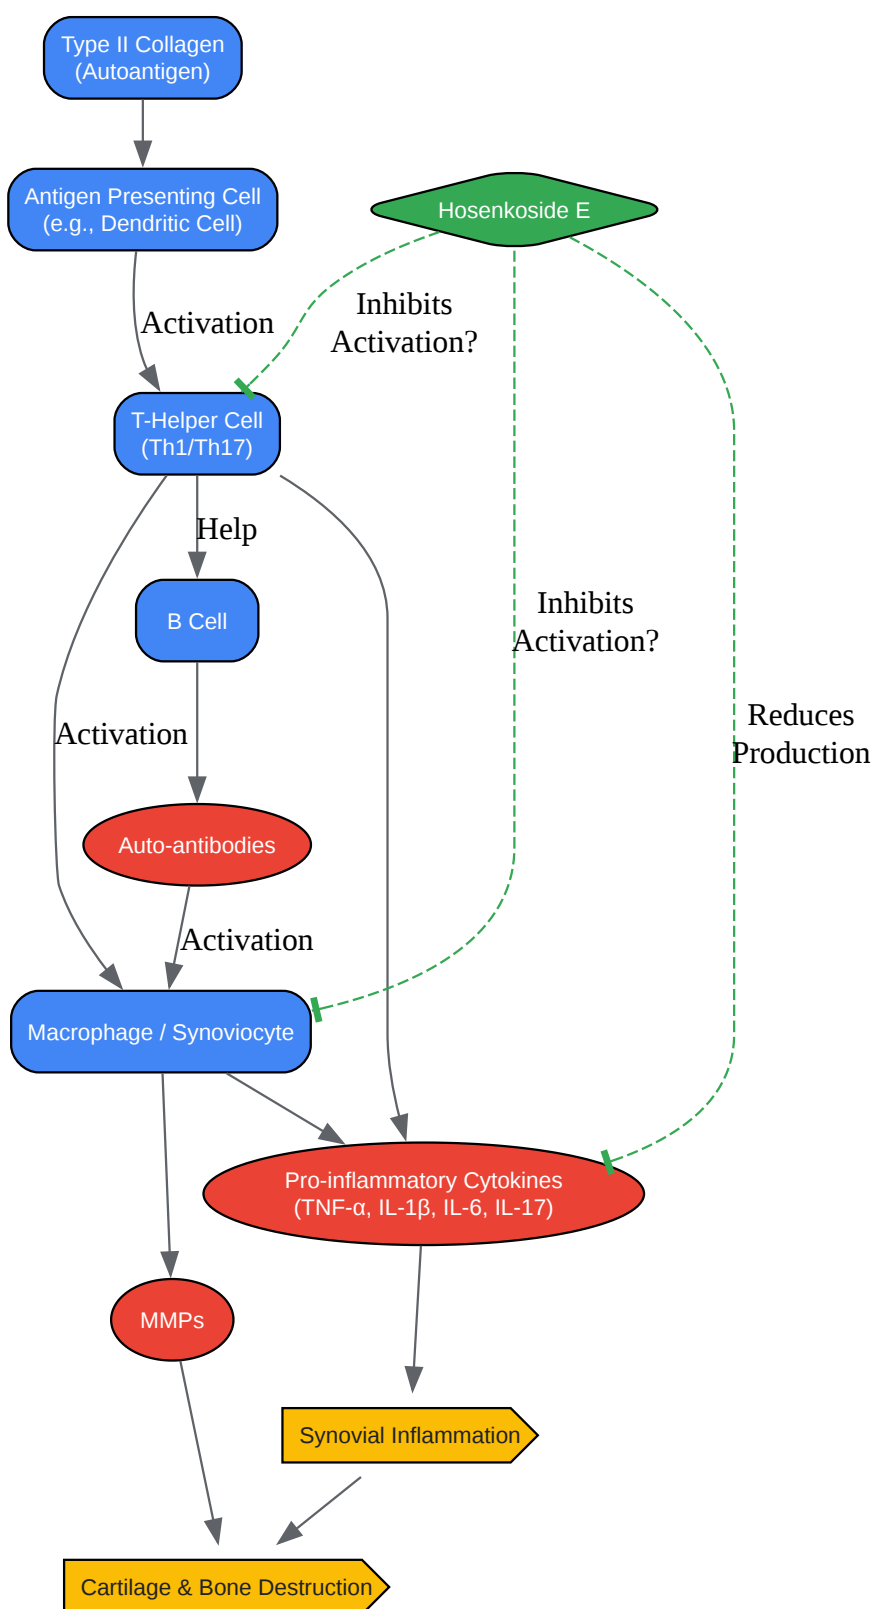 Type II Collagen
(Autoantigen)
Antigen Presenting Cell
(e.g., Dendritic Cell)
Hosenkoside E
Activation
Inhibits
Activation?
T-Helper Cell
(Th1/Th17)
Help
Inhibits
Activation?
B Cell
Reduces
Production
Activation
Auto-antibodies
Activation
Macrophage / Synoviocyte
Pro-inflammatory Cytokines
(TNF-α, IL-1β, IL-6, IL-17)
MMPs
Synovial Inflammation
Cartilage & Bone Destruction